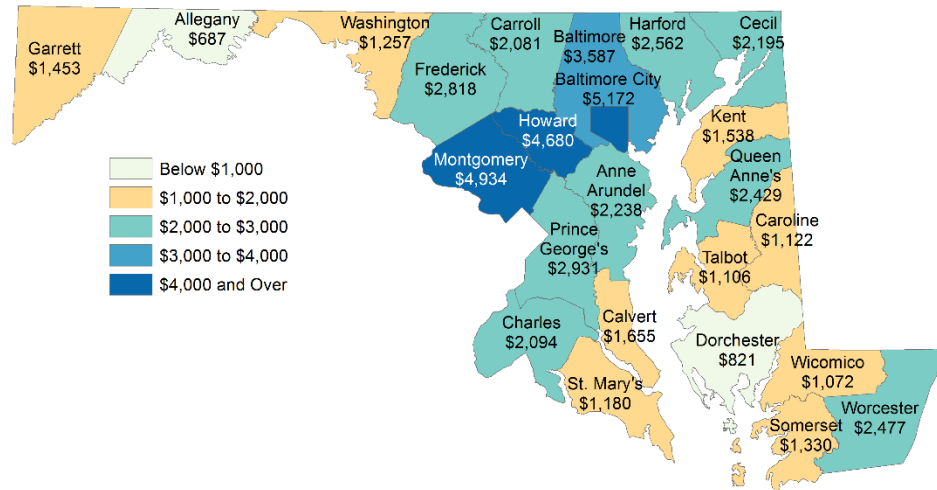 Garrett
$1,453
Allegany
$687
Washington
$1,257
Frederick
$2,818
Carroll
$2,081
Baltimore
$3,587
Baltimore City
$5,172
Harford
$2,562
Cecil
$2,195
Howard
$4,680
Montgomery
$4,934
Kent
$1,538
Queen
Anne's
$2,429
Anne
Arundel
$2,238
Caroline
$1,122
Prince
George's
$2,931
Talbot
$1,106
Charles
$2,094
Calvert
$1,655
Dorchester
$821
St. Mary's
$1,180
Wicomico
$1,072
Somerset
$1,330
Worcester
$2,477
Below $1,000
$1,000 to $2,000
$2,000 to $3,000
$3,000 to $4,000
$4,000 and Over